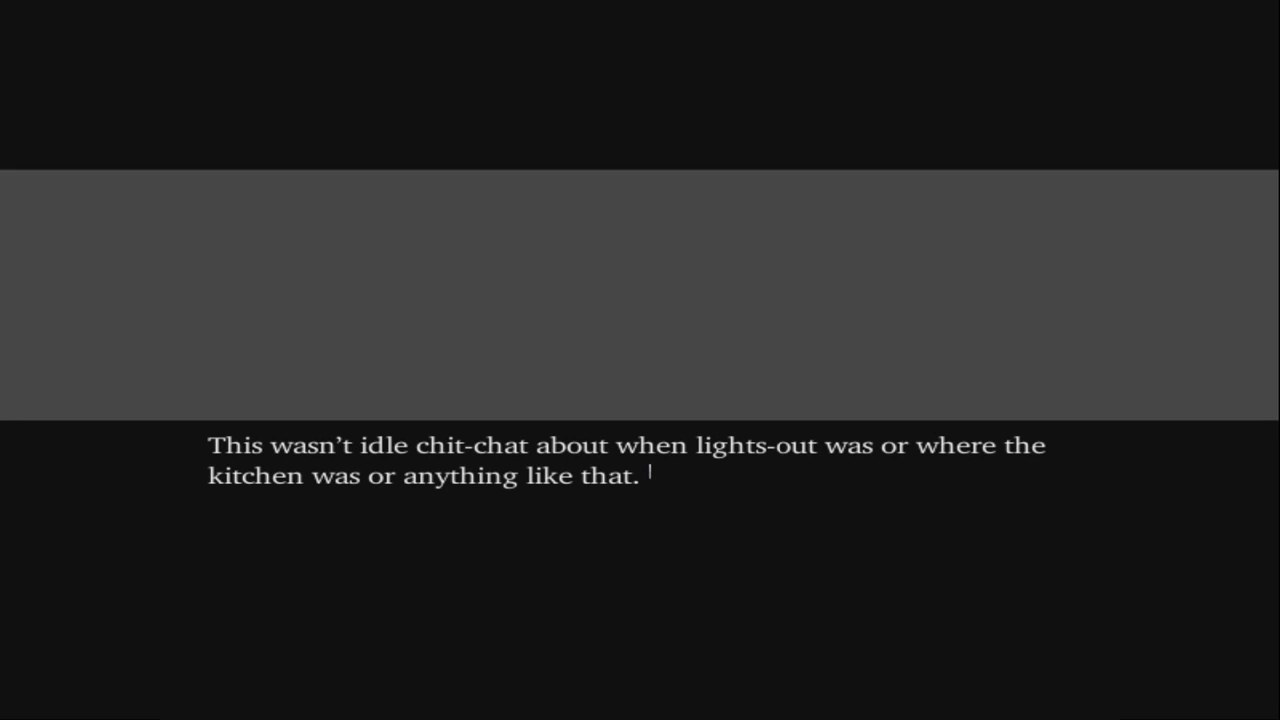 This wasn’t idle chit-chat about when lights-out was or where the
kitchen was or anything like that.